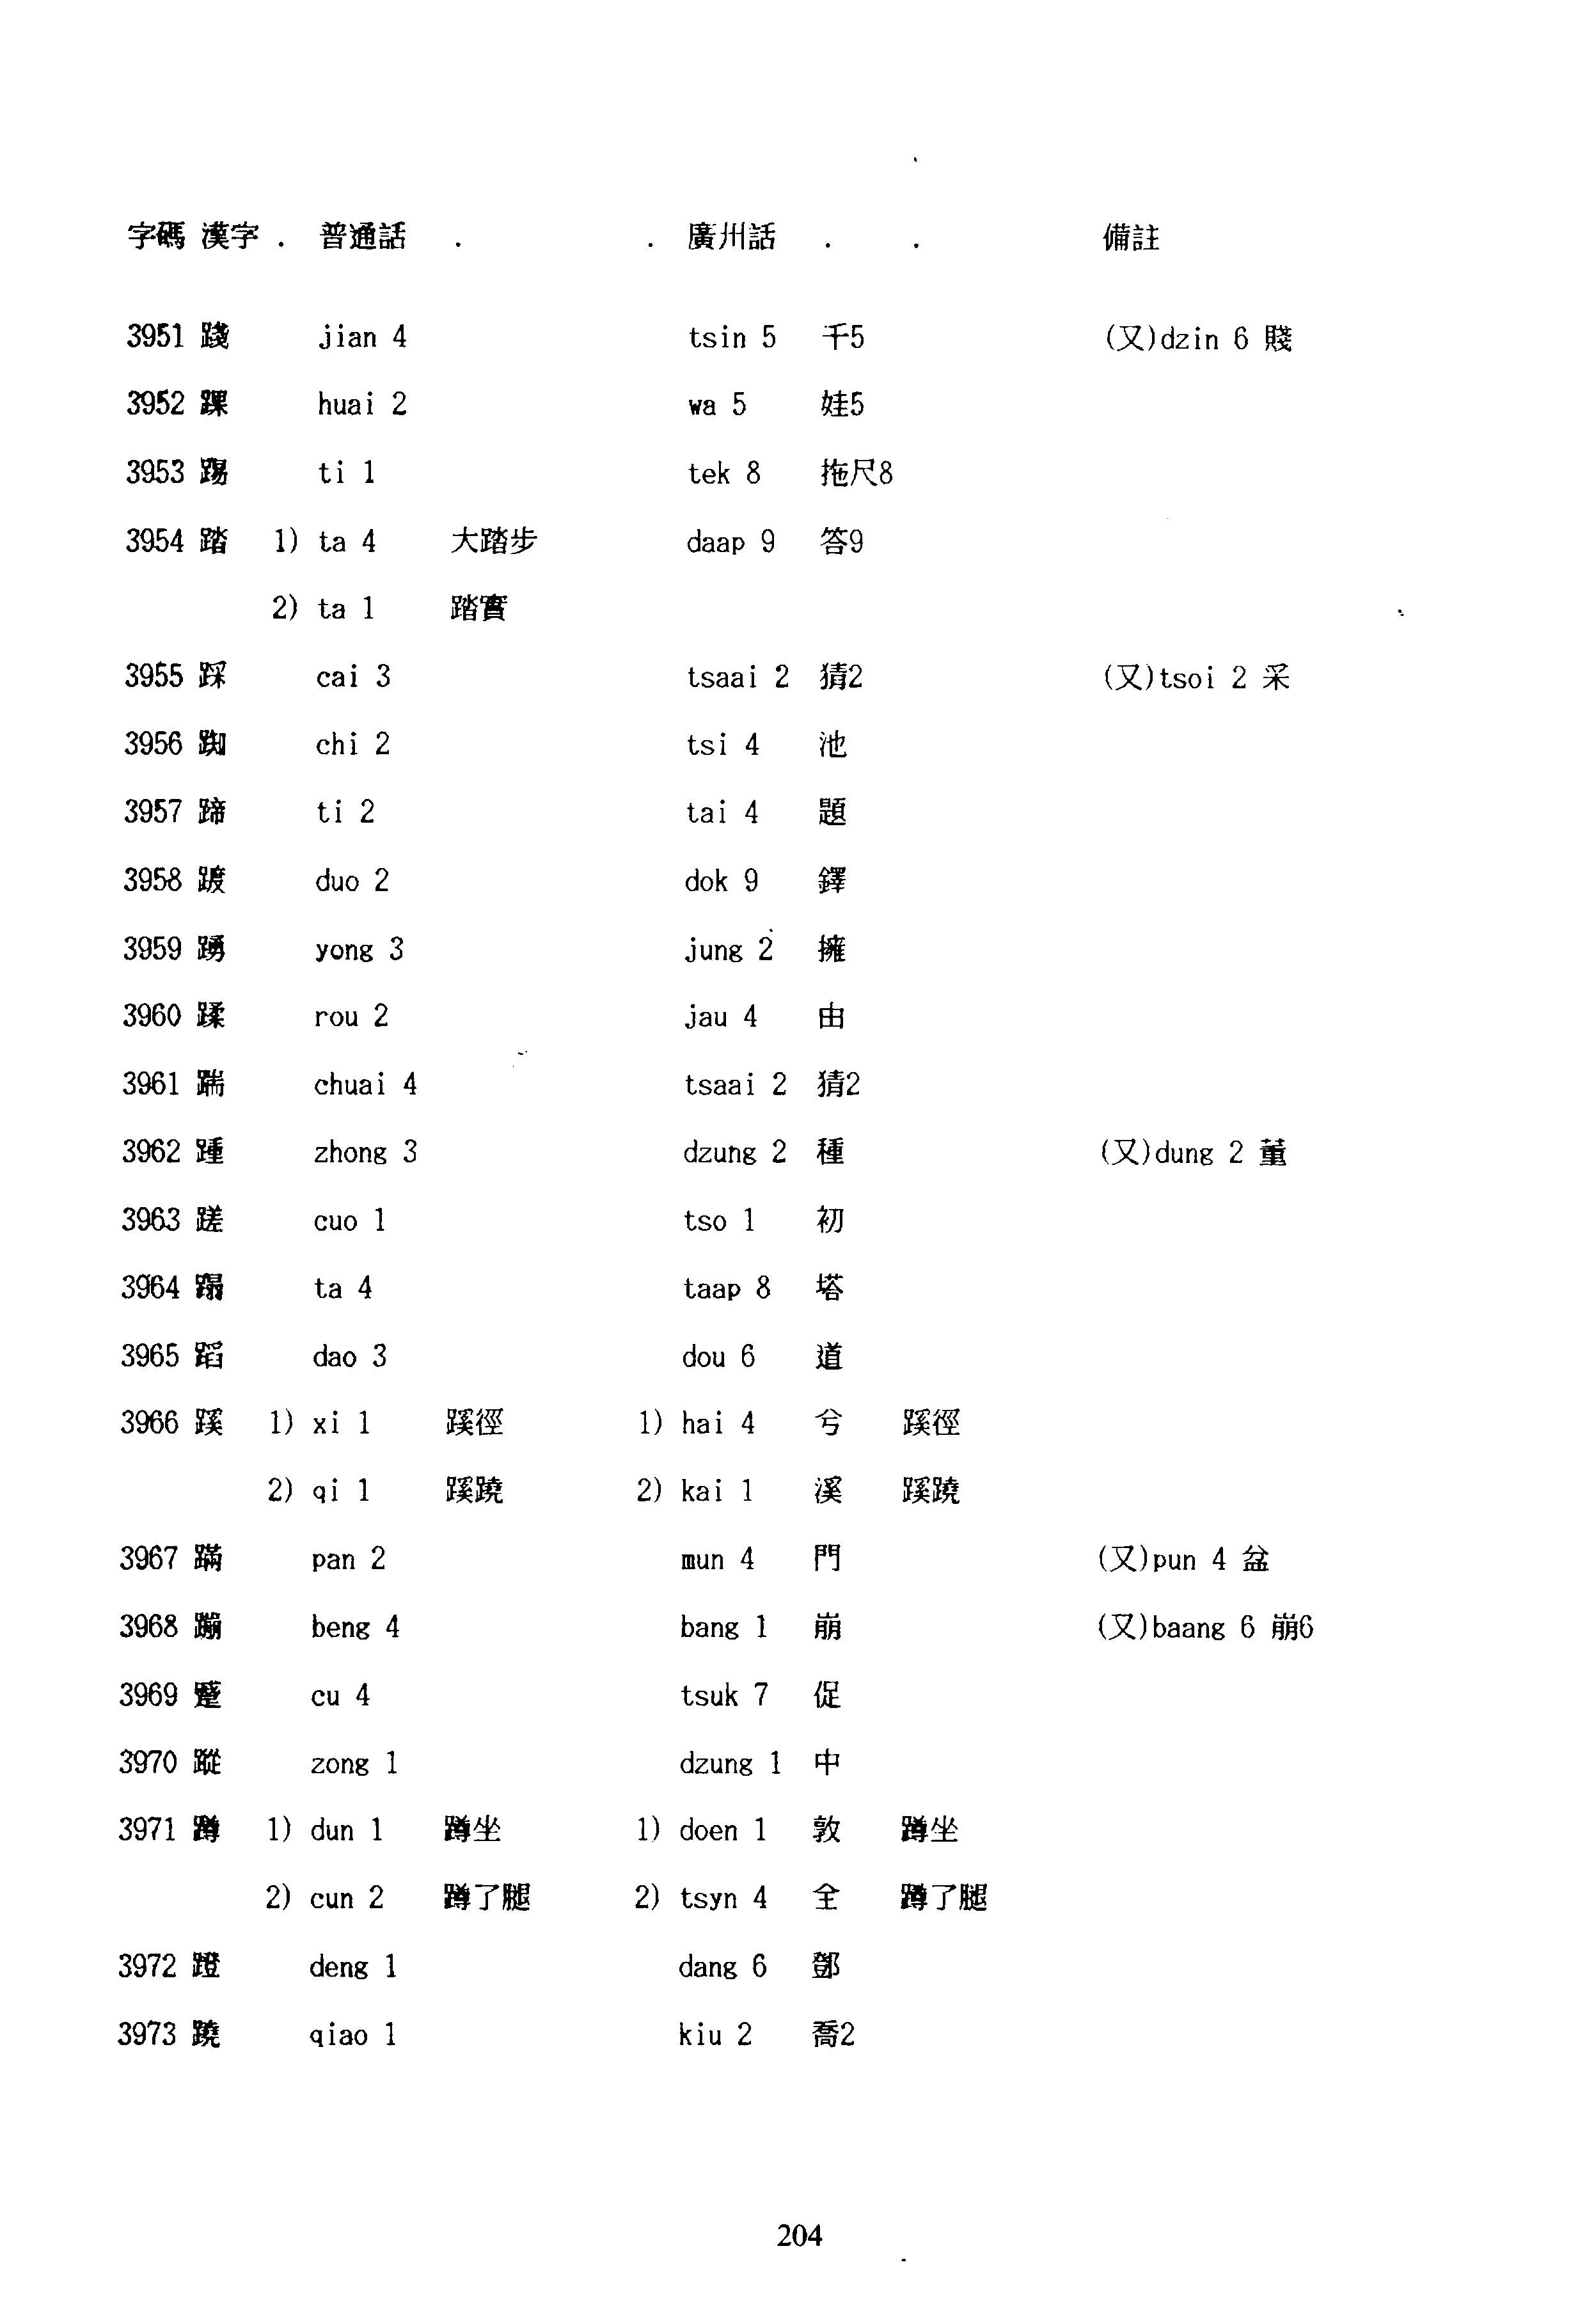 字碼 漢字 . 普通話 . . 廣州話 . . 備註
3951 踐 jian 4 tsin 5 千5 (又)dzin 6 賤
3952 踝 huai 2 wa 5 娃5
3953 踢 ti 1 tek 8 拖尺8
3954 踏 1) ta 4 大踏步 daap 9 答9
2) ta 1 踏實
3955 踩 cai 3 tsaai 2 猜2 (又)tsoi 2 采
3956 踟 chi 2 tsi 4 池
3957 蹄 ti 2 tai 4 題
3958 踱 duo 2 dok 9 鐸
3959 踴 yong 3 jung 2 擁
3960 蹂 rou 2 jau 4 由
3961 踹 chuai 4 tsaai 2 猜2
3962 踵 zhong 3 dzung 2 種 (又)dung 2 董
3963 蹉 cuo 1 tso 1 初
3964 蹋 ta 4 taap 8 塔
3965 蹈 dao 3 dou 6 道
3966 蹊 1) xi 1 蹊徑 1) hai 4 兮 蹊徑
2) qi 1 蹊蹺 2) kai 1 溪 蹊蹺
3967 蹣 pan 2 mun 4 門 (又)pun 4 盆
3968 蹦 beng 4 bang 1 崩 (又)baang 6 崩6
3969 蹙 cu 4 tsuk 7 促
3970 蹤 zong 1 dzung 1 中
3971 蹲 1) dun 1 蹲坐 1) doen 1 敦 蹲坐
2) cun 2 蹲了腿 2) tsyn 4 全 蹲了腿
3972 蹬 deng 1 dang 6 鄧
3973 蹺 qiao 1 kiu 2 喬2
204